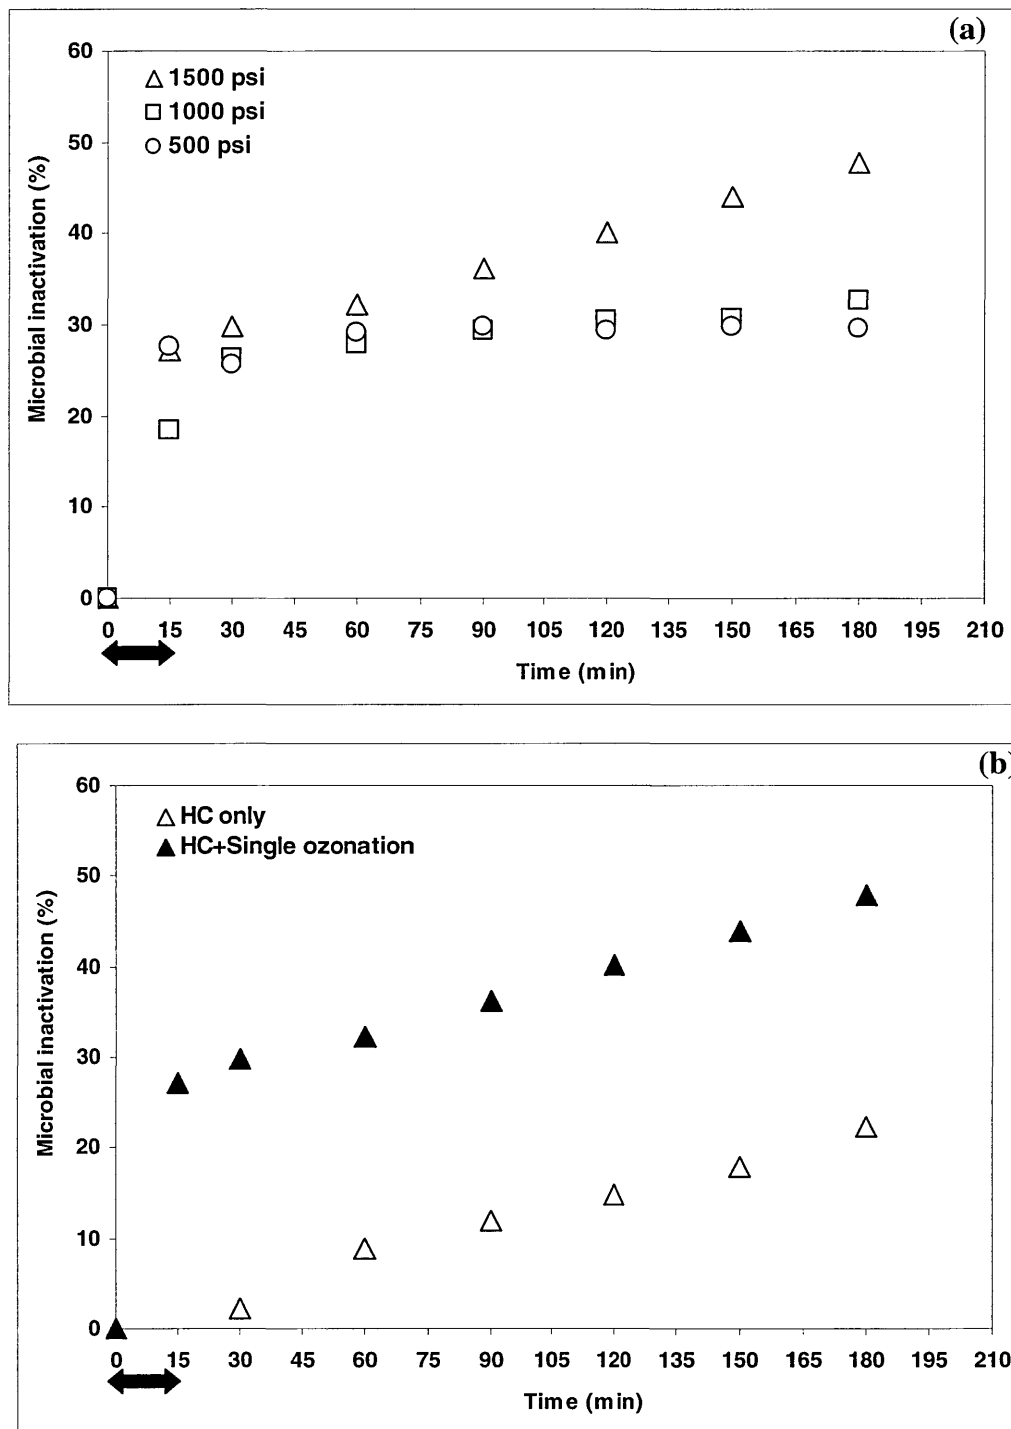 (a)
60
1500 psi
1000 psi
500 psi
50
40
30
20
10
0
Microbial inactivation (%)
0 15 30 45 60 75 90 105 120 135 150 165 180 195 210
Time (min)
(b)
60
HC only
HC+Single ozonation
50
40
30
20
10
0
Microbial inactivation (%)
0 15 30 45 60 75 90 105 120 135 150 165 180 195 210
Time (min)